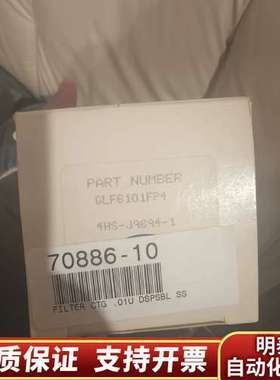 PART NUMBER
GLF6101FP4
4HS-J9694-1
70886-10
FILTER CTG .01U DSPSBL SS
质保证 支持开票
明泰
自动化